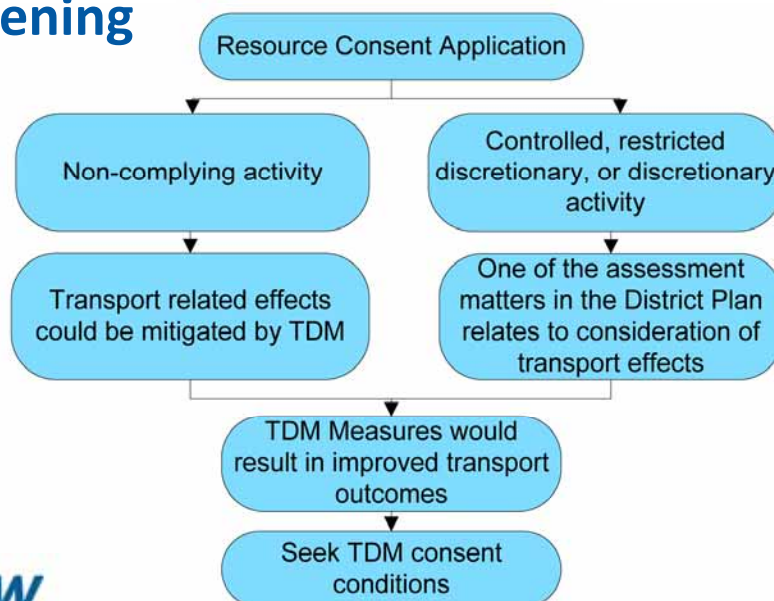 ening
Resource Consent Application
Non-complying activity
Controlled, restricted
discretionary, or discretionary
activity
Transport related effects
could be mitigated by TDM
One of the assessment
matters in the District Plan
relates to consideration of
transport effects
TDM Measures would
result in improved transport
outcomes
Seek TDM consent
conditions